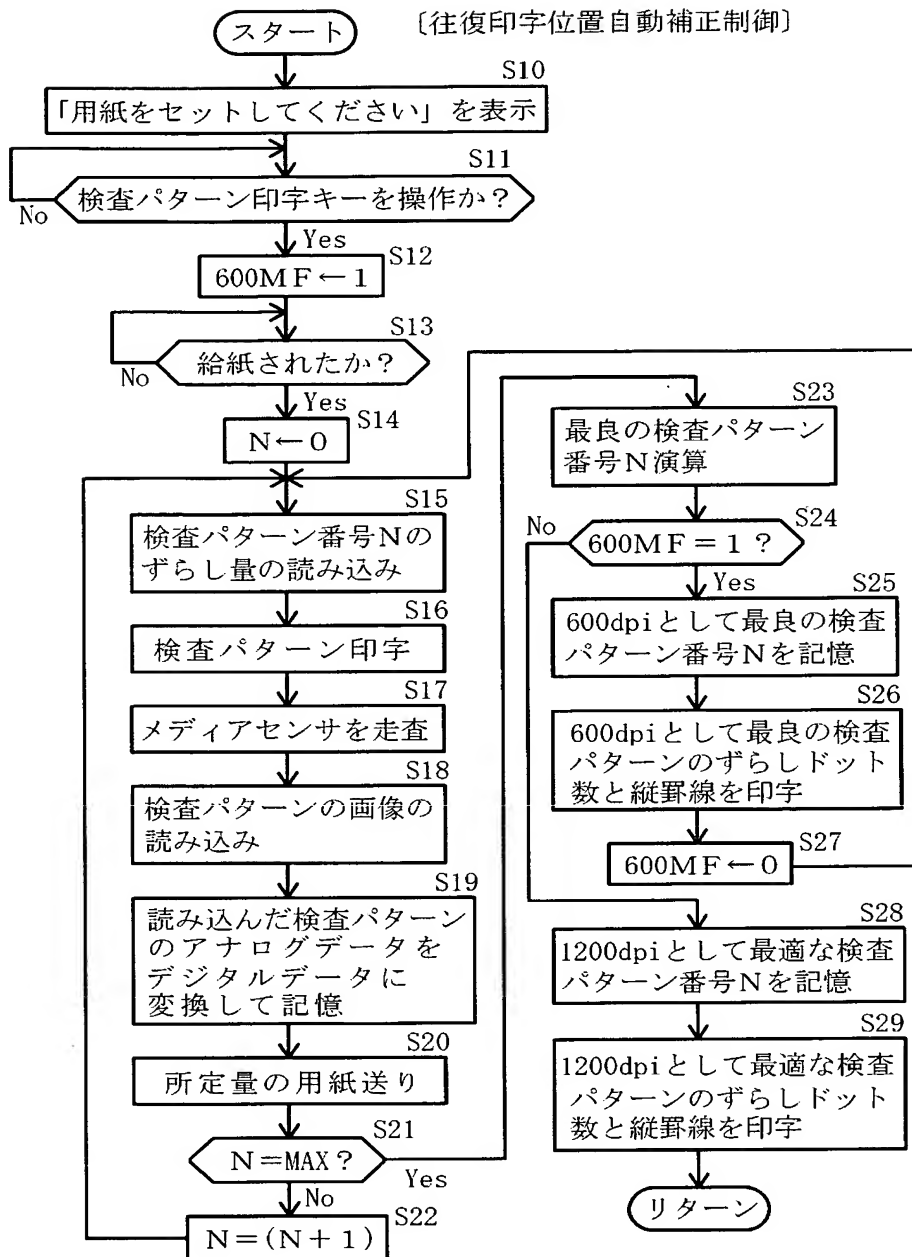 〔往復印字位置自動補正制御〕
スタート
S10
「用紙をセットしてください」を表示
S11
検査パターン印字キーを操作か？
No
Yes
S12
600MF←1
S13
給紙されたか？
No
Yes
S14
N←0
S15
検査パターン番号Nの
ずらし量の読み込み
S16
検査パターン印字
S17
メディアセンサを走査
S18
検査パターンの画像の
読み込み
S19
読み込んだ検査パターン
のアナログデータを
デジタルデータに
変換して記憶
S20
所定量の用紙送り
S21
N＝MAX？
Yes
No
S22
N＝(N＋1)
S23
最良の検査パターン
番号N演算
S24
No
600MF＝1？
Yes
S25
600dpiとして最良の検査
パターン番号Nを記憶
S26
600dpiとして最良の検査
パターンのずらしドット
数と縦罫線を印字
S27
600MF←0
S28
1200dpiとして最適な検査
パターン番号Nを記憶
S29
1200dpiとして最適な検査
パターンのずらしドット
数と縦罫線を印字
リターン